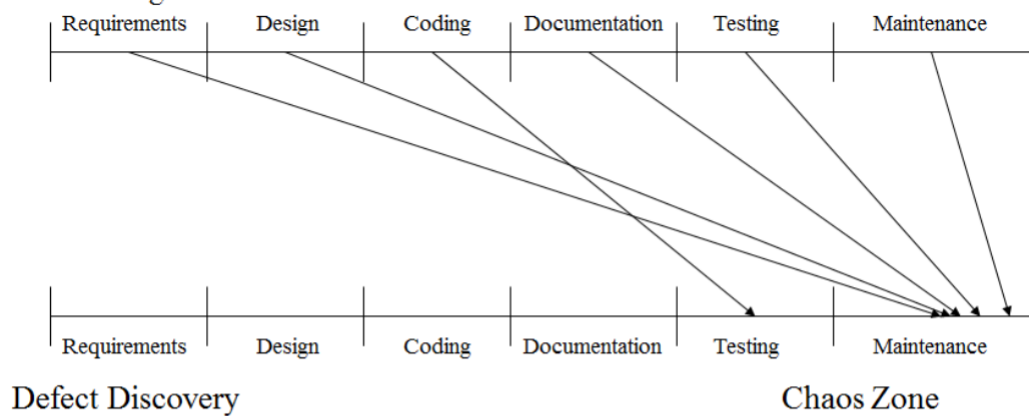 Requirements Design Coding Documentation Testing Maintenance
Requirements Design Coding Documentation Testing Maintenance
Defect Discovery Chaos Zone